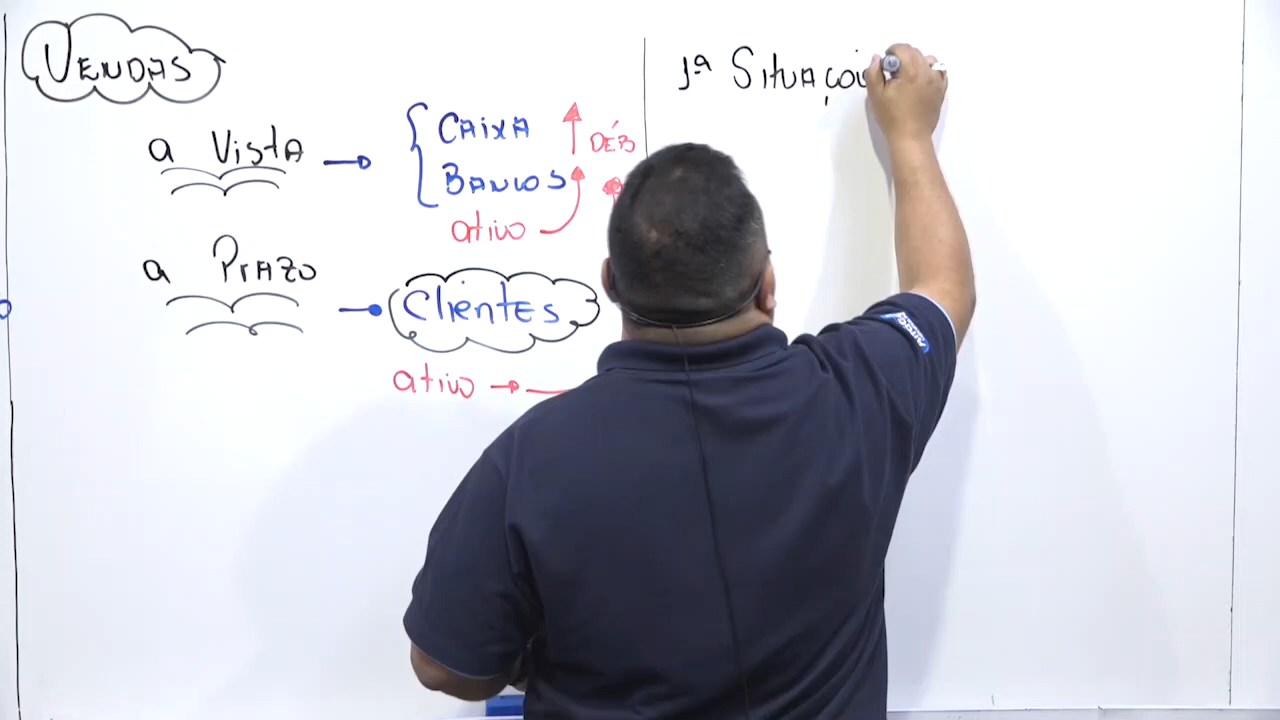 VENDAS
a Vista
CAIXA
BANCOS
DÉB
ativo
a Prazo
Clientes
ativo
1ª Situação